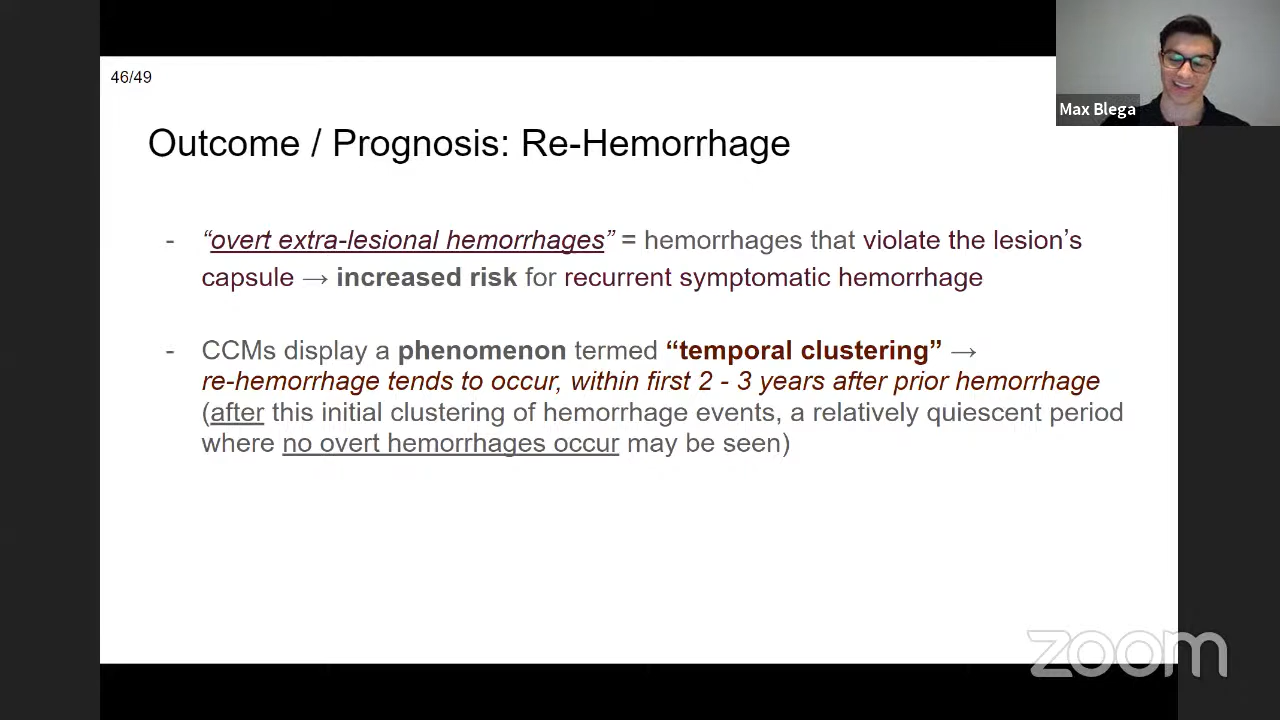 46/49
Max Blega
Outcome / Prognosis: Re-Hemorrhage
- “overt extra-lesional hemorrhages” = hemorrhages that violate the lesion’s
capsule → increased risk for recurrent symptomatic hemorrhage
- CCMs display a phenomenon termed “temporal clustering” →
re-hemorrhage tends to occur, within first 2 - 3 years after prior hemorrhage
(after this initial clustering of hemorrhage events, a relatively quiescent period
where no overt hemorrhages occur may be seen)
zoom